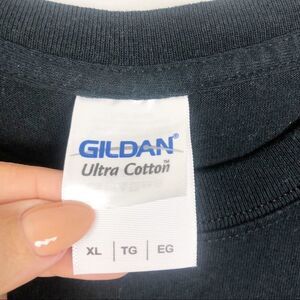 GILDAN®
Ultra Cotton™
XL | TG | EG